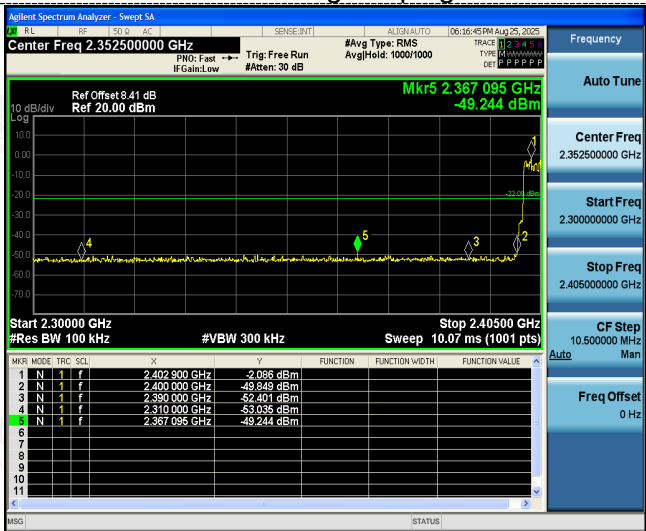 Agilent Spectrum Analyzer - Swept SA
RL RF 50 Ω AC SENSE:INT ALIGNAUTO 06:16:45PM Aug 25, 2025
Center Freq 2.352500000 GHz
PNO: Fast
IFGain:Low
Trig: Free Run
#Atten: 30 dB
#Avg Type: RMS
Avg|Hold: 1000/1000
TRACE 1 2 3 4 5 6
TYPE
DET P P P P P P
Ref Offset 8.41 dB
10 dB/div Ref 20.00 dBm
Log
Mkr5 2.367 095 GHz
-49.244 dBm
10.0
0.00
-10.0
-20.0
-30.0
-40.0
-50.0
-60.0
-70.0
1
-22.09 dBm
4
5
3
2
Start 2.30000 GHz Stop 2.40500 GHz
#Res BW 100 kHz #VBW 300 kHz Sweep 10.07 ms (1001 pts)
MKR MODE TRC SCL X Y FUNCTION FUNCTION WIDTH FUNCTION VALUE
1 N 1 f 2.402 900 GHz -2.086 dBm
2 N 1 f 2.400 000 GHz -49.849 dBm
3 N 1 f 2.390 000 GHz -52.401 dBm
4 N 1 f 2.310 000 GHz -53.035 dBm
5 N 1 f 2.367 095 GHz -49.244 dBm
6
7
8
9
10
11
MSG STATUS
Frequency
Auto Tune
Center Freq
2.352500000 GHz
Start Freq
2.300000000 GHz
Stop Freq
2.405000000 GHz
CF Step
10.500000 MHz
Auto Man
Freq Offset
0 Hz